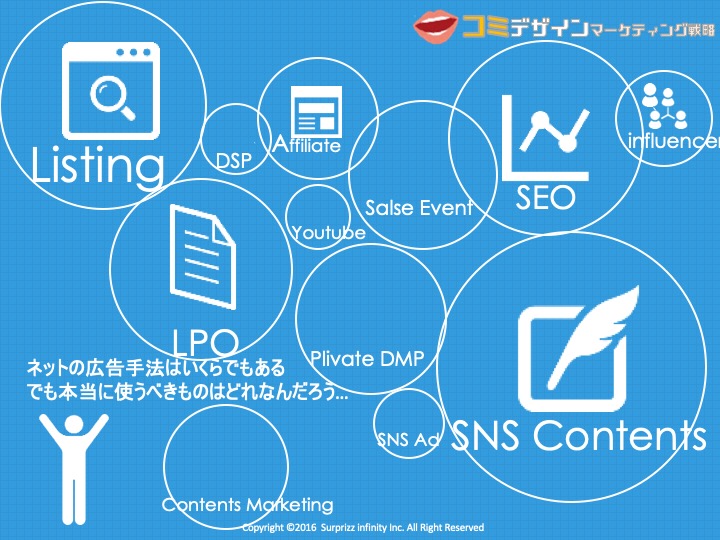 コミデザインマーケティング戦略
Listing
DSP
Affiliate
Youtube
Salse Event
SEO
influencer
LPO
Plivate DMP
ネットの広告手法はいくらでもある
でも本当に使うべきものはどれなんだろう...
SNS Ad
SNS Contents
Contents Marketing
Copyright ©2016 Surprizz infinity Inc. All Right Reserved